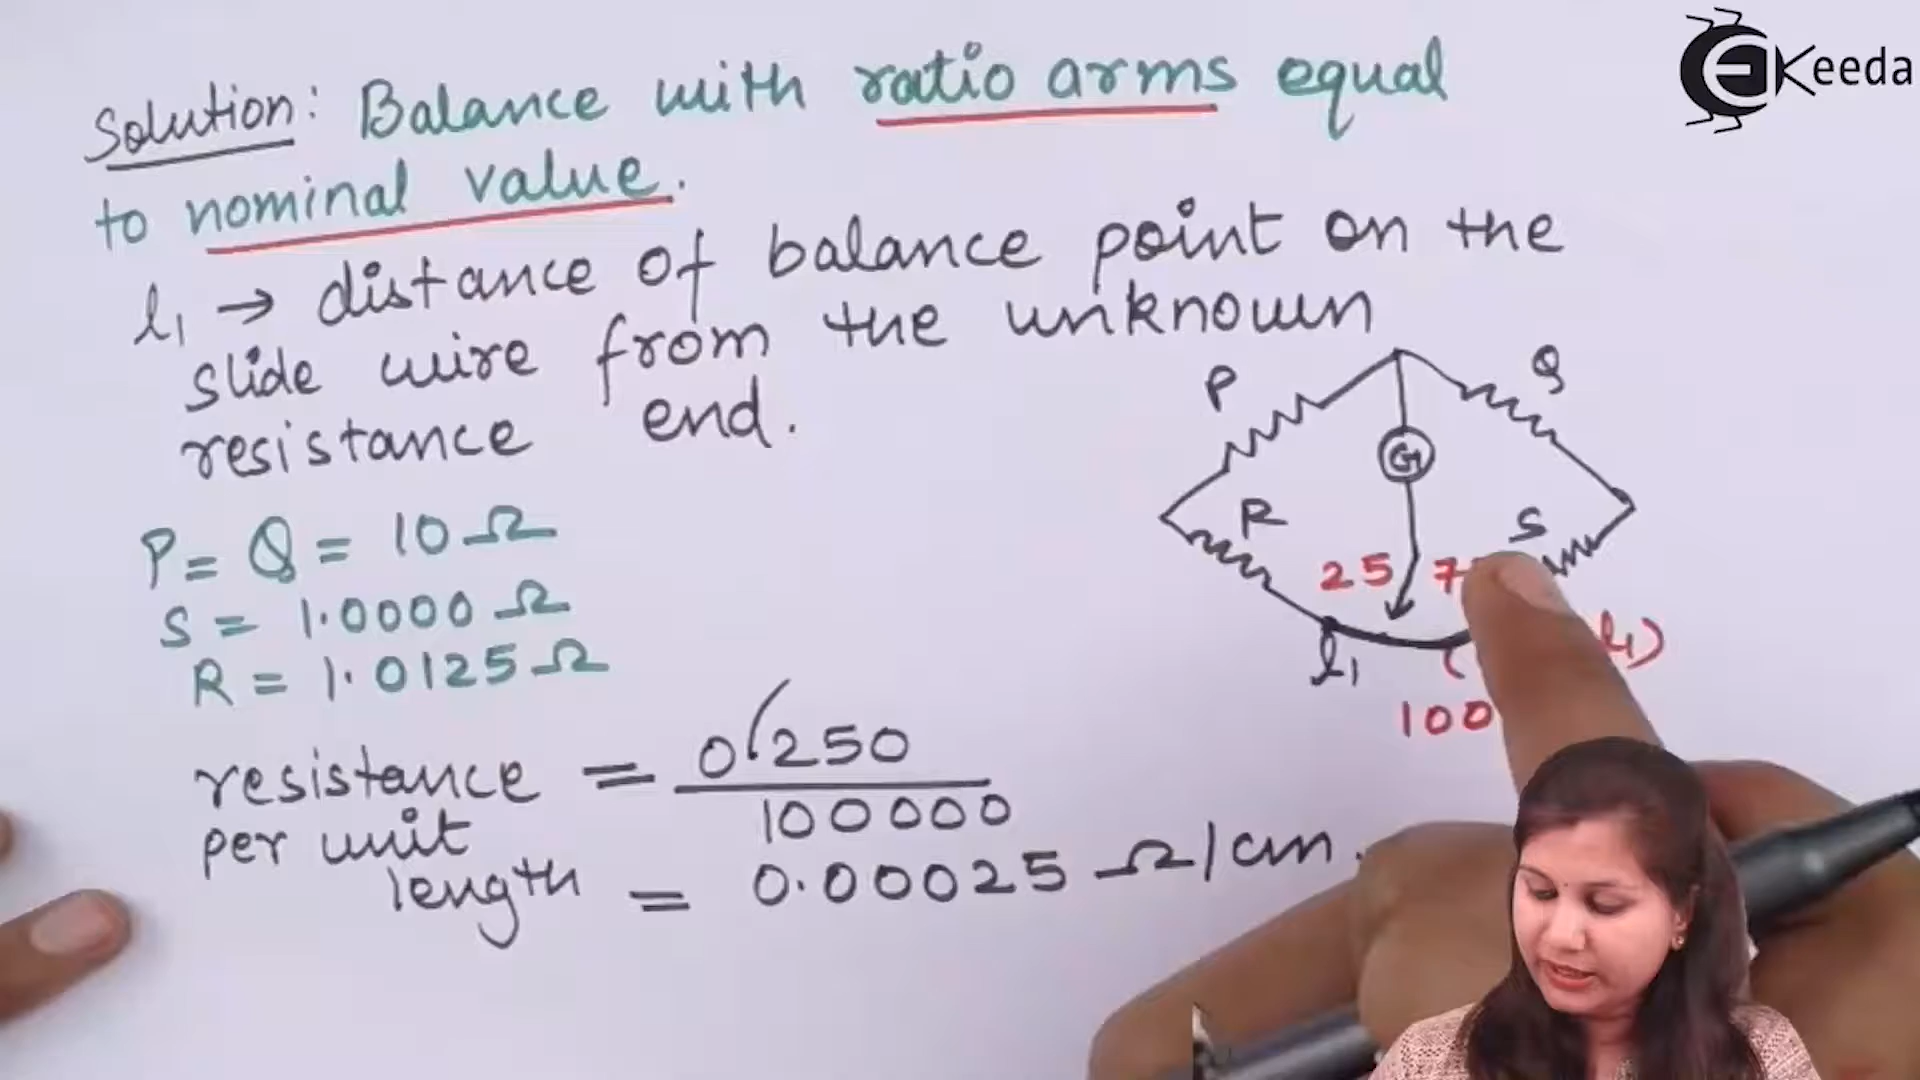 Solution: Balance with ratio arms equal
to nominal value.
l₁ → distance of balance point on the
slide wire from the unknown
resistance end.
P = Q = 10 Ω
S = 1.0000 Ω
R = 1.0125 Ω
resistance per unit length = 0.250 / 100000
= 0.00025 Ω/cm.
P Q
G
R S
25
l₁ ( l₁)
100
EKeeda